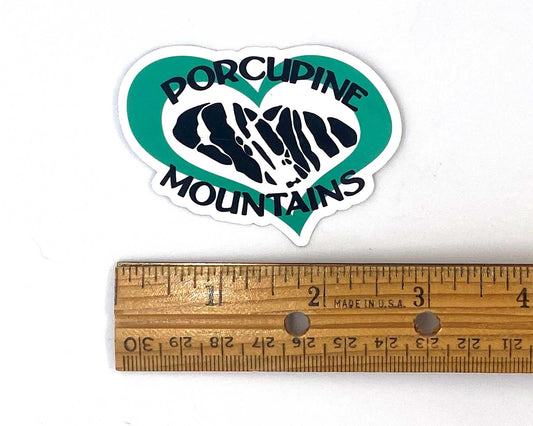 PORCUPINE
MOUNTAINS
1 2 MADE IN U.S.A. 3 4
30 29 28 27 26 25 24 23 22 21